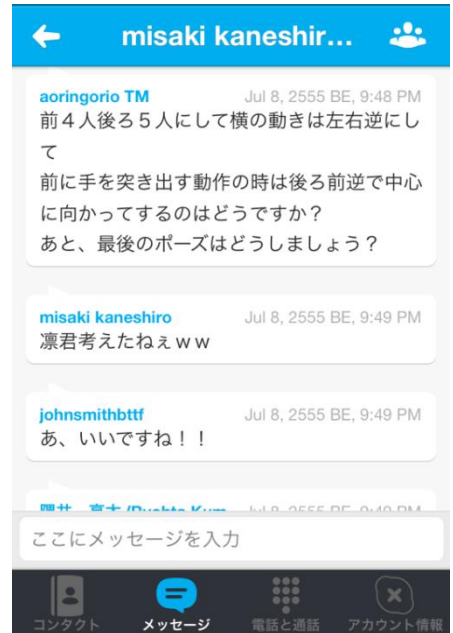 misaki kaneshir...
aoringorio TM Jul 8, 2555 BE, 9:48 PM
前４人後ろ５人にして横の動きは左右逆にし
て
前に手を突き出す動作の時は後ろ前逆で中心
に向かってするのはどうですか？
あと、最後のポーズはどうしましょう？
misaki kaneshiro Jul 8, 2555 BE, 9:49 PM
凛君考えたねぇｗｗ
johnsmithbttf Jul 8, 2555 BE, 9:49 PM
あ、いいですね！！
Jul 8, 2555 BE, 9:49 PM
ここにメッセージを入力
コンタクト メッセージ 電話と通話 アカウント情報